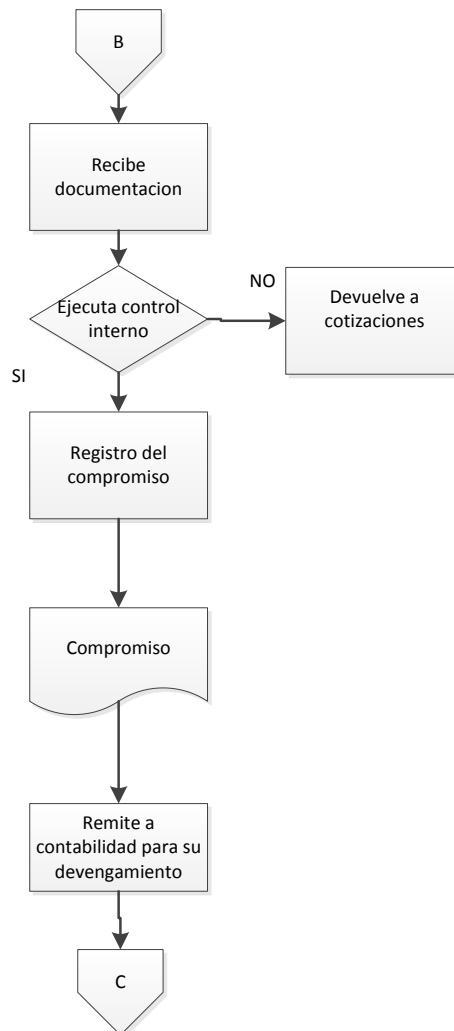 B
Recibe
documentacion
Ejecuta control
interno
NO
Devuelve a
cotizaciones
SI
Registro del
compromiso
Compromiso
Remite a
contabilidad para su
devengamiento
C